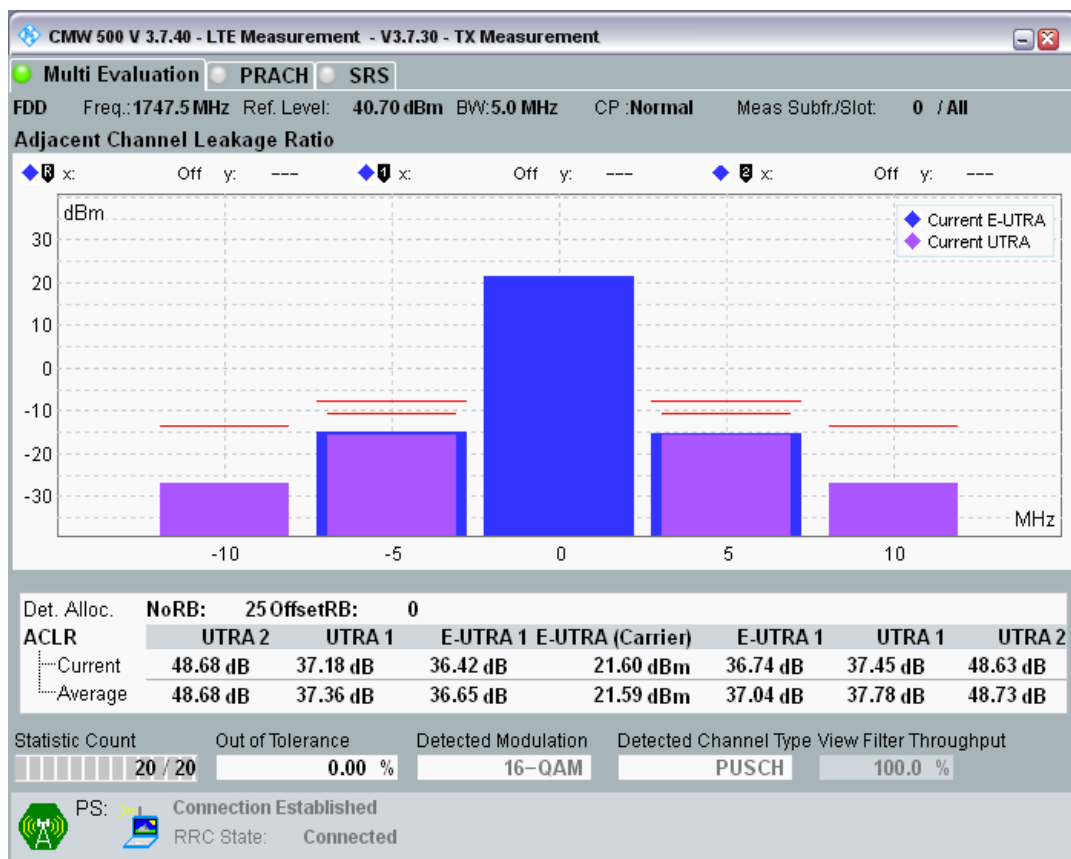 CMW 500 V 3.7.40 - LTE Measurement - V3.7.30 - TX Measurement
Multi Evaluation PRACH SRS
FDD Freq.: 1747.5 MHz Ref. Level: 40.70 dBm BW: 5.0 MHz CP : Normal Meas Subfr./Slot: 0 / All
Adjacent Channel Leakage Ratio
R x: Off y: --- 1 x: Off y: --- 2 x: Off y: ---
dBm
Current E-UTRA
Current UTRA
30
20
10
0
-10
-20
-30
MHz
-10 -5 0 5 10
Det. Alloc. NoRB: 25 OffsetRB: 0
ACLR UTRA 2 UTRA 1 E-UTRA 1 E-UTRA (Carrier) E-UTRA 1 UTRA 1 UTRA 2
Current 48.68 dB 37.18 dB 36.42 dB 21.60 dBm 36.74 dB 37.45 dB 48.63 dB
Average 48.68 dB 37.36 dB 36.65 dB 21.59 dBm 37.04 dB 37.78 dB 48.73 dB
Statistic Count Out of Tolerance Detected Modulation Detected Channel Type View Filter Throughput
20 / 20 0.00 % 16-QAM PUSCH 100.0 %
PS: Connection Established
RRC State: Connected